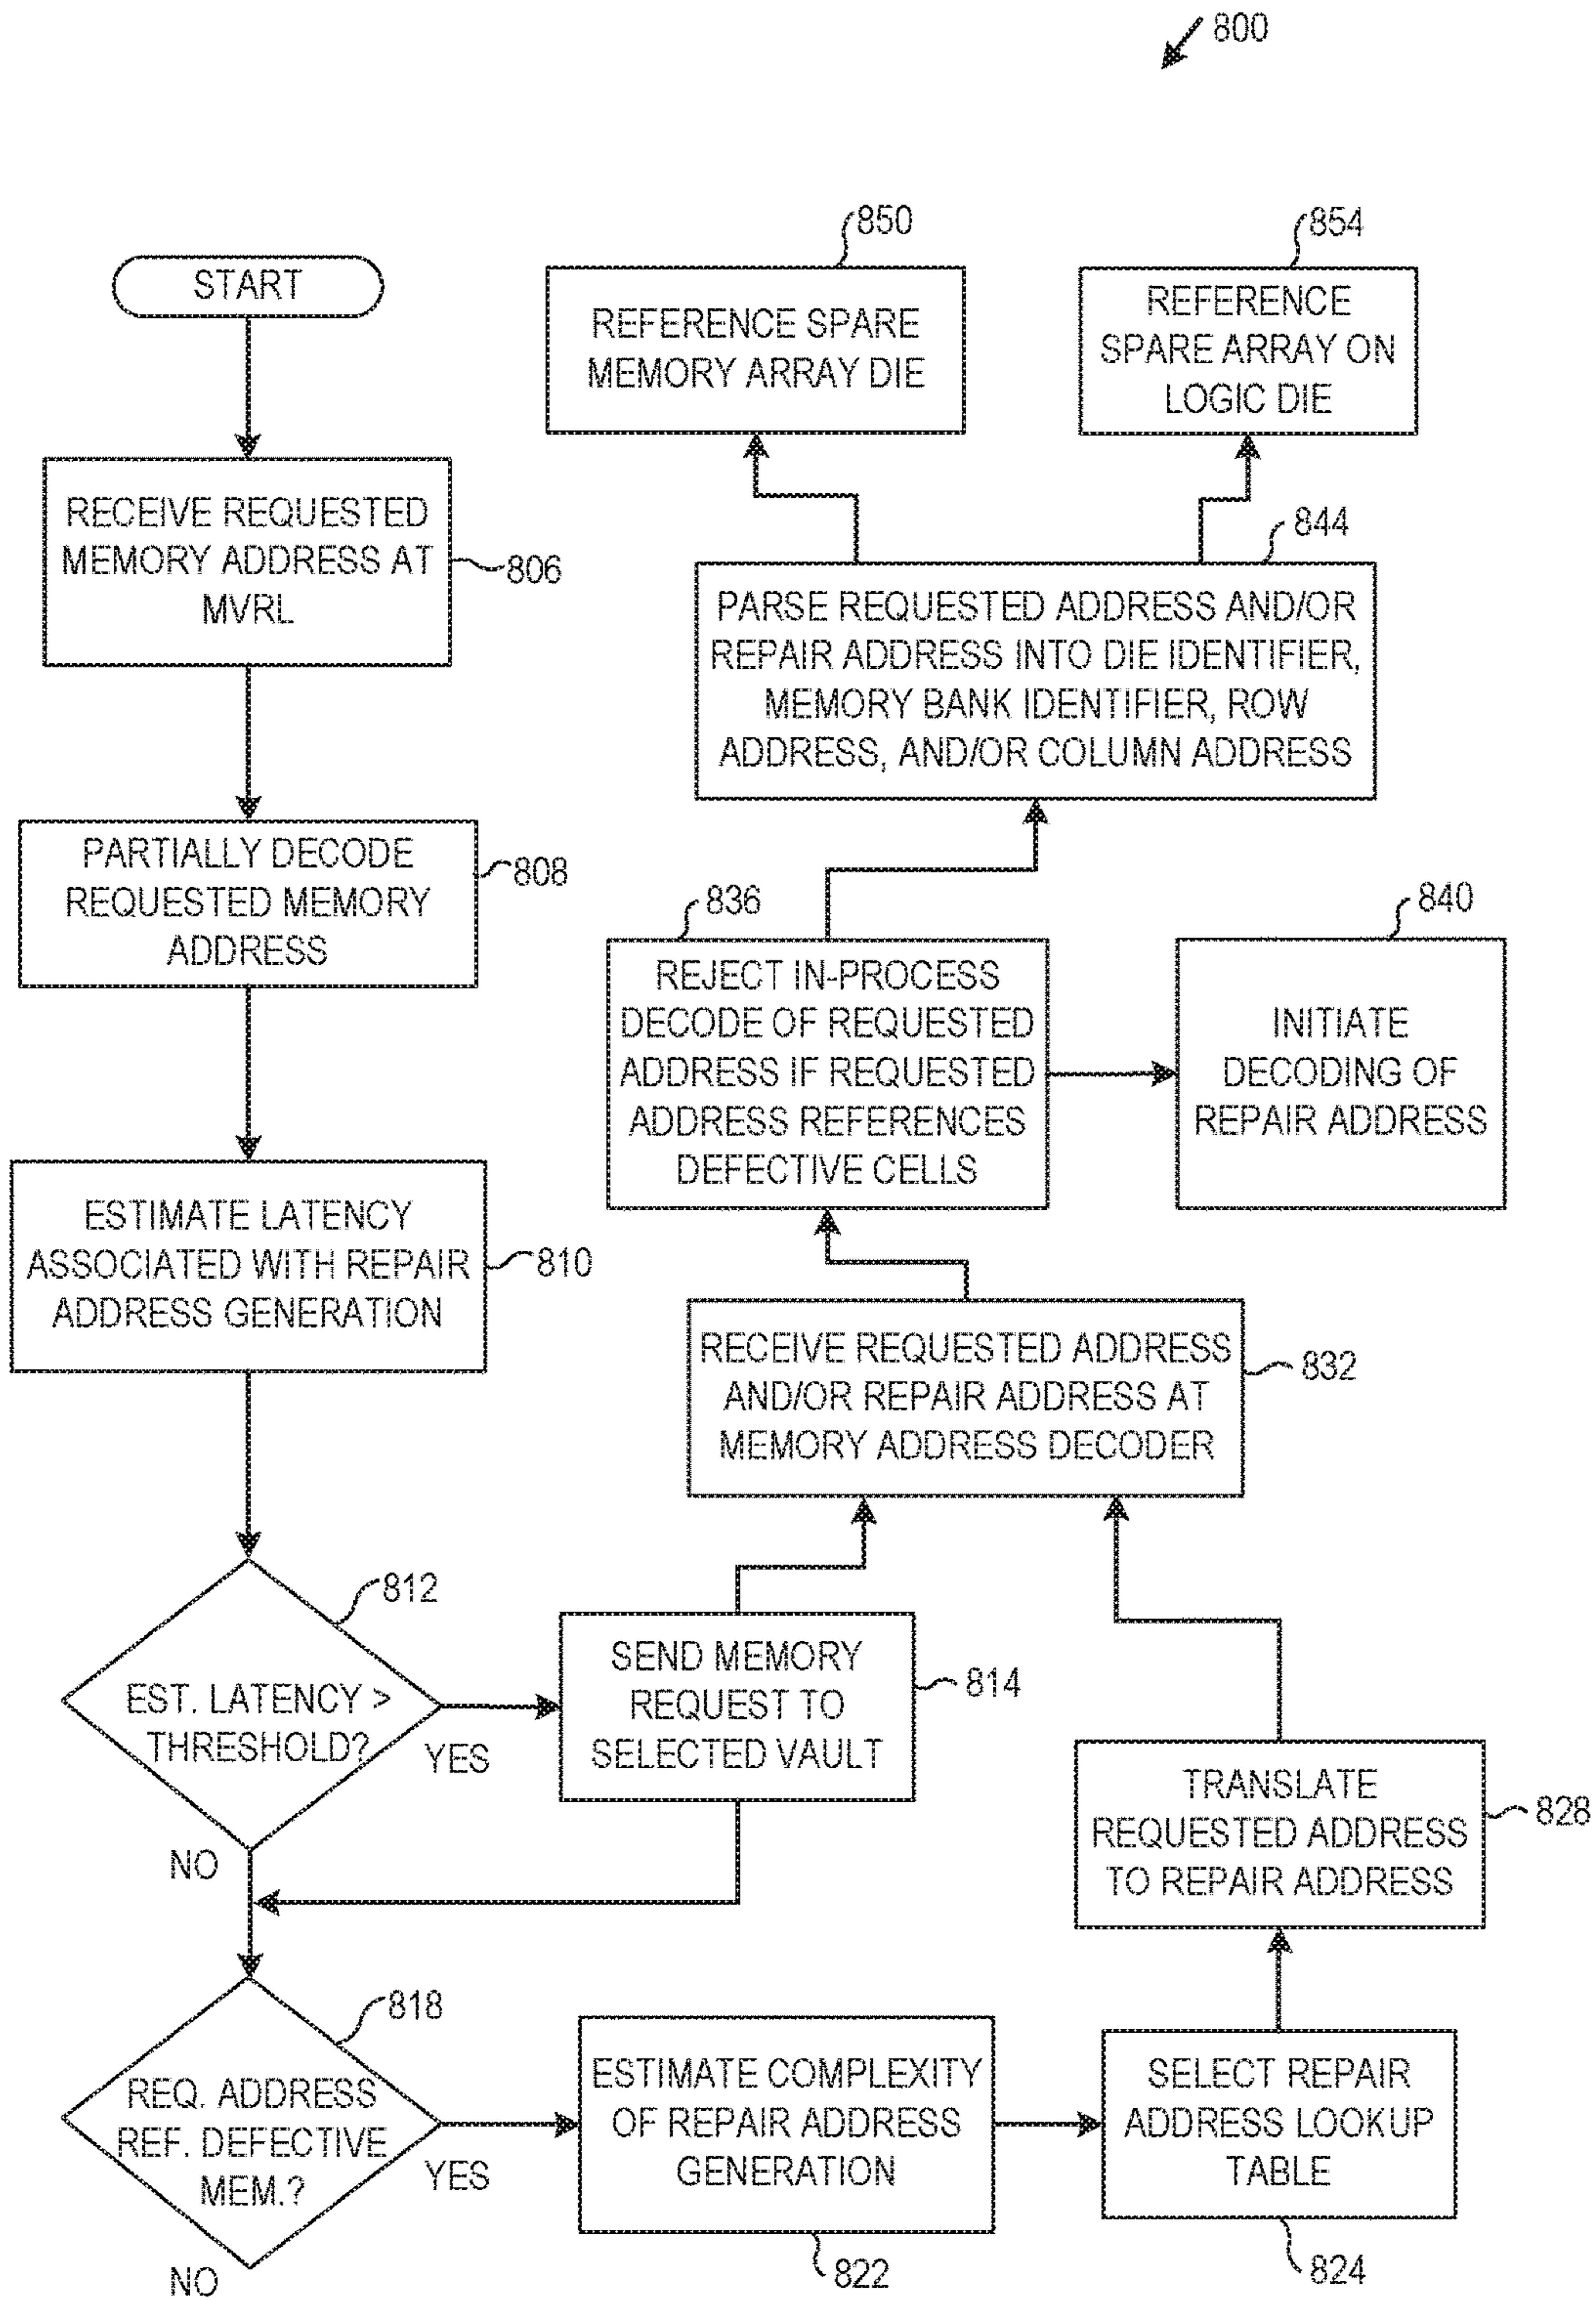 800
START
RECEIVE REQUESTED
MEMORY ADDRESS AT
MVRL
806
PARTIALLY DECODE
REQUESTED MEMORY
ADDRESS
808
ESTIMATE LATENCY
ASSOCIATED WITH REPAIR
ADDRESS GENERATION
810
812
EST. LATENCY >
THRESHOLD?
YES
NO
SEND MEMORY
REQUEST TO
SELECTED VAULT
814
818
REQ. ADDRESS
REF. DEFECTIVE
MEM.?
YES
NO
ESTIMATE COMPLEXITY
OF REPAIR ADDRESS
GENERATION
822
SELECT REPAIR
ADDRESS LOOKUP
TABLE
824
TRANSLATE
REQUESTED ADDRESS
TO REPAIR ADDRESS
828
RECEIVE REQUESTED ADDRESS
AND/OR REPAIR ADDRESS AT
MEMORY ADDRESS DECODER
832
836
REJECT IN-PROCESS
DECODE OF REQUESTED
ADDRESS IF REQUESTED
ADDRESS REFERENCES
DEFECTIVE CELLS
840
INITIATE
DECODING OF
REPAIR ADDRESS
844
PARSE REQUESTED ADDRESS AND/OR
REPAIR ADDRESS INTO DIE IDENTIFIER,
MEMORY BANK IDENTIFIER, ROW
ADDRESS, AND/OR COLUMN ADDRESS
850
REFERENCE SPARE
MEMORY ARRAY DIE
854
REFERENCE
SPARE ARRAY ON
LOGIC DIE